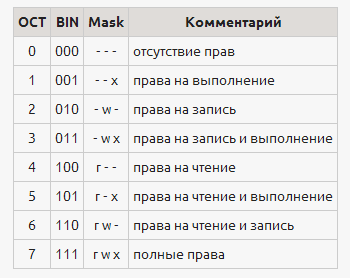 OCT BIN Mask Комментарий
0 000 - - - отсутствие прав
1 001 - - x права на выполнение
2 010 - w - права на запись
3 011 - w x права на запись и выполнение
4 100 r - - права на чтение
5 101 r - x права на чтение и выполнение
6 110 r w - права на чтение и запись
7 111 r w x полные права